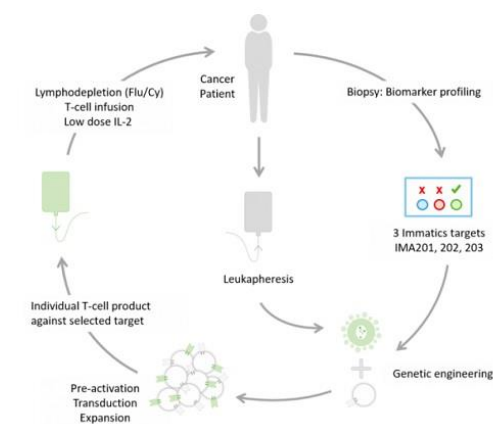 Cancer
Patient
Lymphodepletion (Flu/Cy)
T-cell infusion
Low dose IL-2
Biopsy: Biomarker profiling
x x ✓
3 Immatics targets
IMA201, 202, 203
Leukapheresis
Individual T-cell product
against selected target
Genetic engineering
Pre-activation
Transduction
Expansion